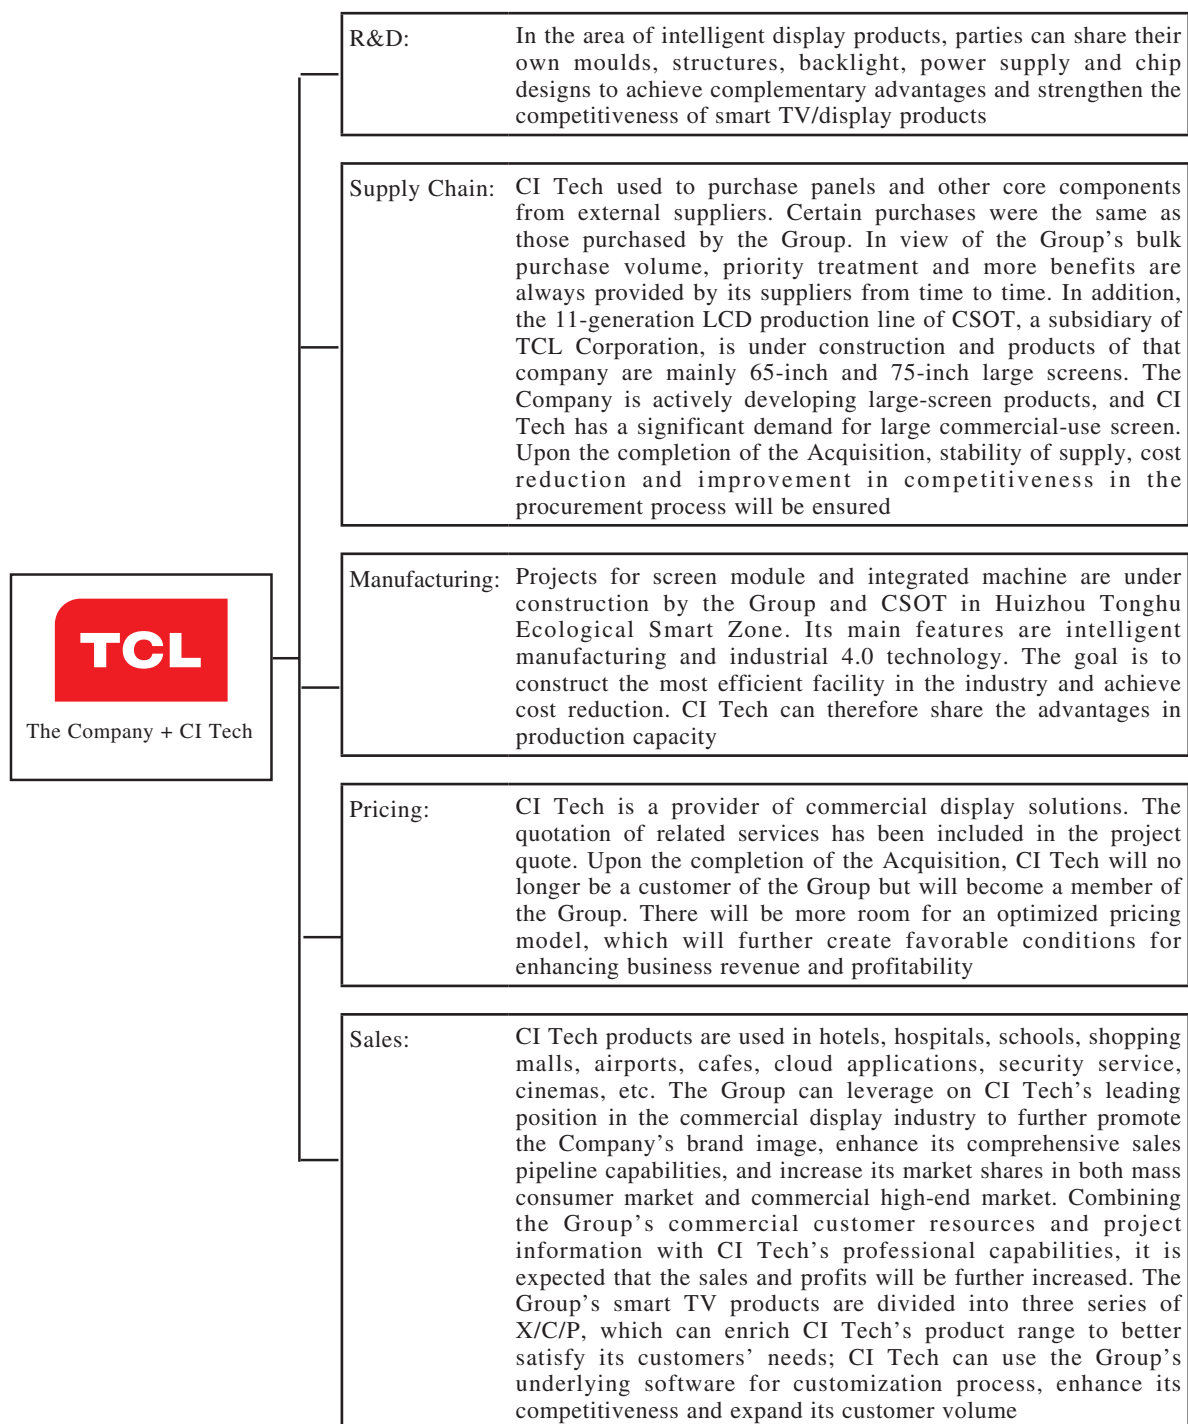 R&D: In the area of intelligent display products, parties can share their
own moulds, structures, backlight, power supply and chip
designs to achieve complementary advantages and strengthen the
competitiveness of smart TV/display products
Supply Chain: CI Tech used to purchase panels and other core components
from external suppliers. Certain purchases were the same as
those purchased by the Group. In view of the Group's bulk
purchase volume, priority treatment and more benefits are
always provided by its suppliers from time to time. In addition,
the 11-generation LCD production line of CSOT, a subsidiary of
TCL Corporation, is under construction and products of that
company are mainly 65-inch and 75-inch large screens. The
Company is actively developing large-screen products, and CI
Tech has a significant demand for large commercial-use screen.
Upon the completion of the Acquisition, stability of supply, cost
reduction and improvement in competitiveness in the
procurement process will be ensured
TCL
The Company + CI Tech
Manufacturing: Projects for screen module and integrated machine are under
construction by the Group and CSOT in Huizhou Tonghu
Ecological Smart Zone. Its main features are intelligent
manufacturing and industrial 4.0 technology. The goal is to
construct the most efficient facility in the industry and achieve
cost reduction. CI Tech can therefore share the advantages in
production capacity
Pricing: CI Tech is a provider of commercial display solutions. The
quotation of related services has been included in the project
quote. Upon the completion of the Acquisition, CI Tech will no
longer be a customer of the Group but will become a member of
the Group. There will be more room for an optimized pricing
model, which will further create favorable conditions for
enhancing business revenue and profitability
Sales: CI Tech products are used in hotels, hospitals, schools, shopping
malls, airports, cafes, cloud applications, security service,
cinemas, etc. The Group can leverage on CI Tech's leading
position in the commercial display industry to further promote
the Company's brand image, enhance its comprehensive sales
pipeline capabilities, and increase its market shares in both mass
consumer market and commercial high-end market. Combining
the Group's commercial customer resources and project
information with CI Tech's professional capabilities, it is
expected that the sales and profits will be further increased. The
Group's smart TV products are divided into three series of
X/C/P, which can enrich CI Tech's product range to better
satisfy its customers' needs; CI Tech can use the Group's
underlying software for customization process, enhance its
competitiveness and expand its customer volume